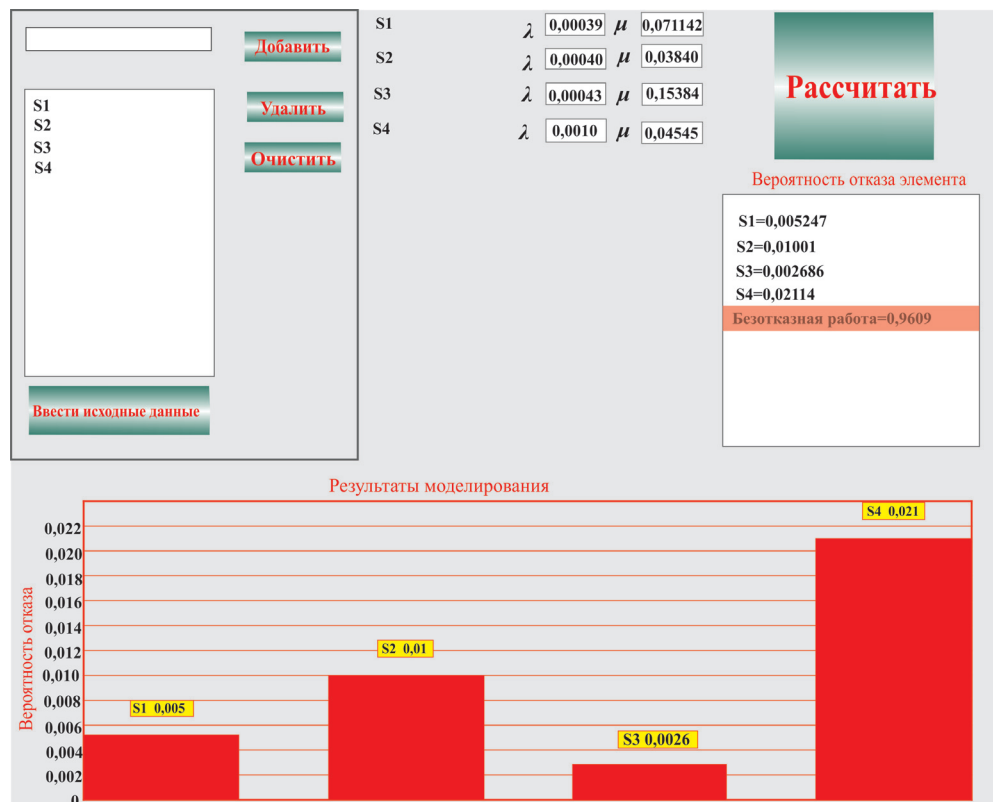 Добавить
S1
S2
S3
S4
Удалить
Очистить
Ввести исходные данные
S1 λ 0,00039 μ 0,071142
S2 λ 0,00040 μ 0,03840
S3 λ 0,00043 μ 0,15384
S4 λ 0,0010 μ 0,04545
Рассчитать
Вероятность отказа элемента
S1=0,005247
S2=0,01001
S3=0,002686
S4=0,02114
Безотказная работа=0,9609
Результаты моделирования
Вероятность отказа
0,022
0,020
0,018
0,016
0,014
0,012
0,010
0,008
0,006
0,004
0,002
0
S1 0,005
S2 0,01
S3 0,0026
S4 0,021